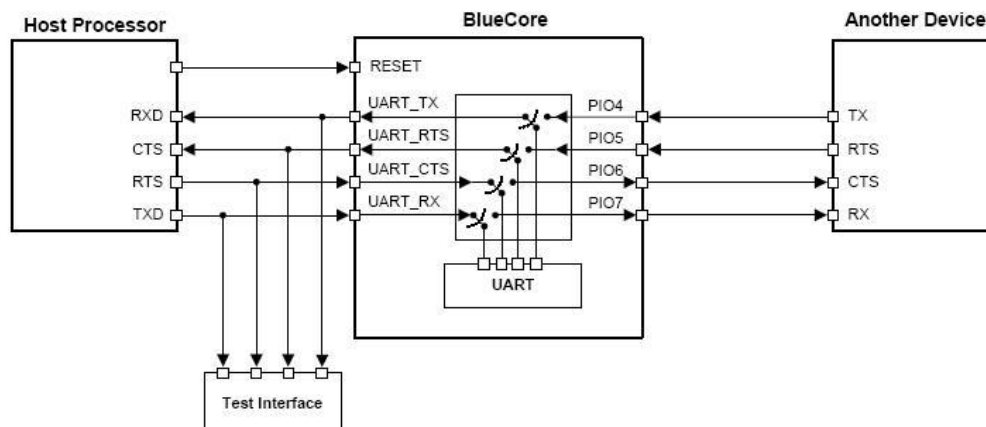 Host Processor
BlueCore
Another Device
RESET
RXD
UART_TX
PIO4
TX
CTS
UART_RTS
PIO5
RTS
RTS
UART_CTS
PIO6
CTS
TXD
UART_RX
PIO7
RX
UART
Test Interface